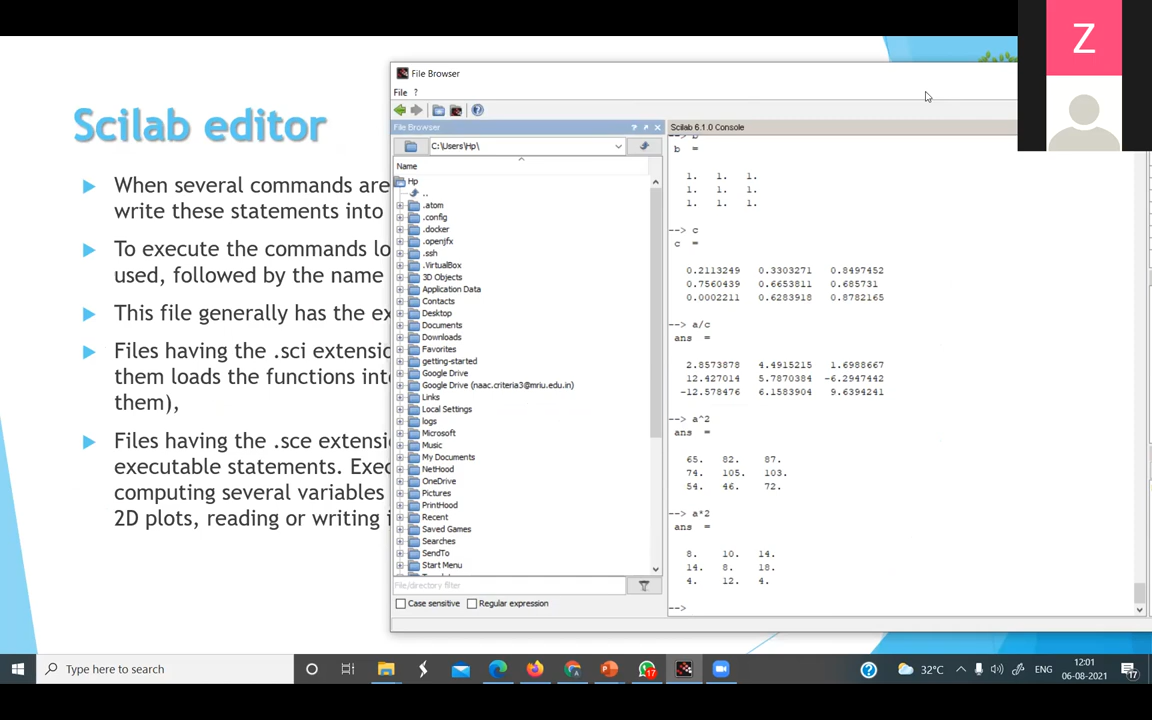 Scilab editor
When several commands are
write these statements into
To execute the commands lo
used, followed by the name
This file generally has the ex
Files having the .sci extensio
them loads the functions into
them),
Files having the .sce extensi
executable statements. Exec
computing several variables
2D plots, reading or writing i
File Browser
File ?
File Browser ? ↗ ×
C:\Users\Hp\
Name
Hp
..
.atom
.config
.docker
.openjfx
.ssh
.VirtualBox
3D Objects
Application Data
Contacts
Desktop
Documents
Downloads
Favorites
getting-started
Google Drive
Google Drive (naac.criteria3@mriu.edu.in)
Links
Local Settings
logs
Microsoft
Music
My Documents
NetHood
OneDrive
Pictures
PrintHood
Recent
Saved Games
Searches
SendTo
Start Menu
File/directory filter
Case sensitive Regular expression
Scilab 6.1.0 Console
--> b
b =
1. 1. 1.
1. 1. 1.
1. 1. 1.
--> c
c =
0.2113249 0.3303271 0.8497452
0.7560439 0.6653811 0.685731
0.0002211 0.6283918 0.8782165
--> a/c
ans =
2.8573878 4.4915215 1.6988667
12.427014 5.7870384 -6.2947442
-12.578476 6.1583904 9.6394241
--> a^2
ans =
65. 82. 87.
74. 105. 103.
54. 46. 72.
--> a*2
ans =
8. 10. 14.
14. 8. 18.
4. 12. 4.
-->
Z
Type here to search
17
32°C
ENG
12:01
06-08-2021
17